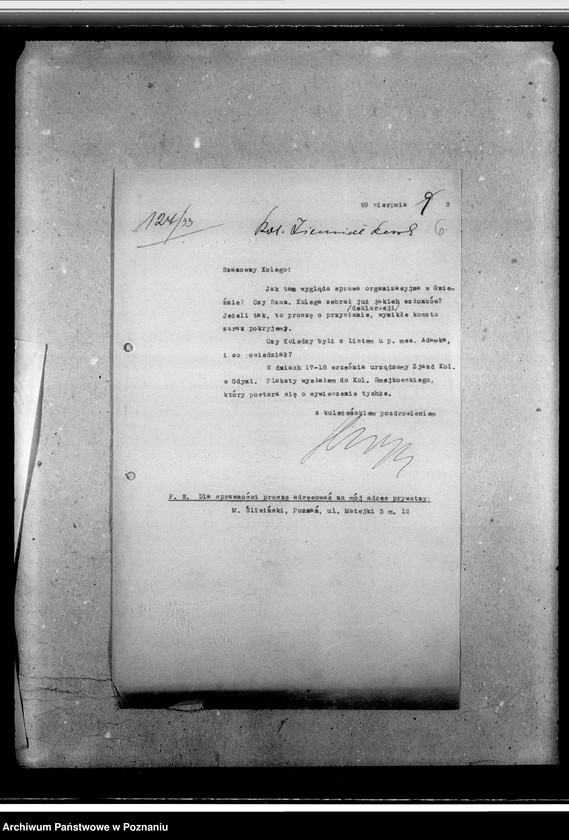 29 sierpnia 9 3
124/33
Kol.
6
Szanowny Kolego!
Jak tam wygląda sprawa organizacyjna w Gnie-
źnie? Czy Szan. Kolega zebrał już jakich członków?
/deklaracji/
Jeżeli tak, to proszę o przysłanie, wynikłe koszta
zaraz pokryjemy.
Czy Koledzy byli z listem u p. mes. Adamka,
i co powiedział?
W dniach 17-18 września urządzamy Zjazd Kol.
w Gdyni. Plakaty wysłałem do Kol. Smejkowskiego,
który postara się o wywieszenie tychże.
z koleżeńskiem pozdrowieniem
P. S. Dla sprawności proszę adresować na mój adres prywatny:
M. Śliwiński, Poznań, ul. Matejki 5 m. 12
Archiwum Państwowe w Poznaniu